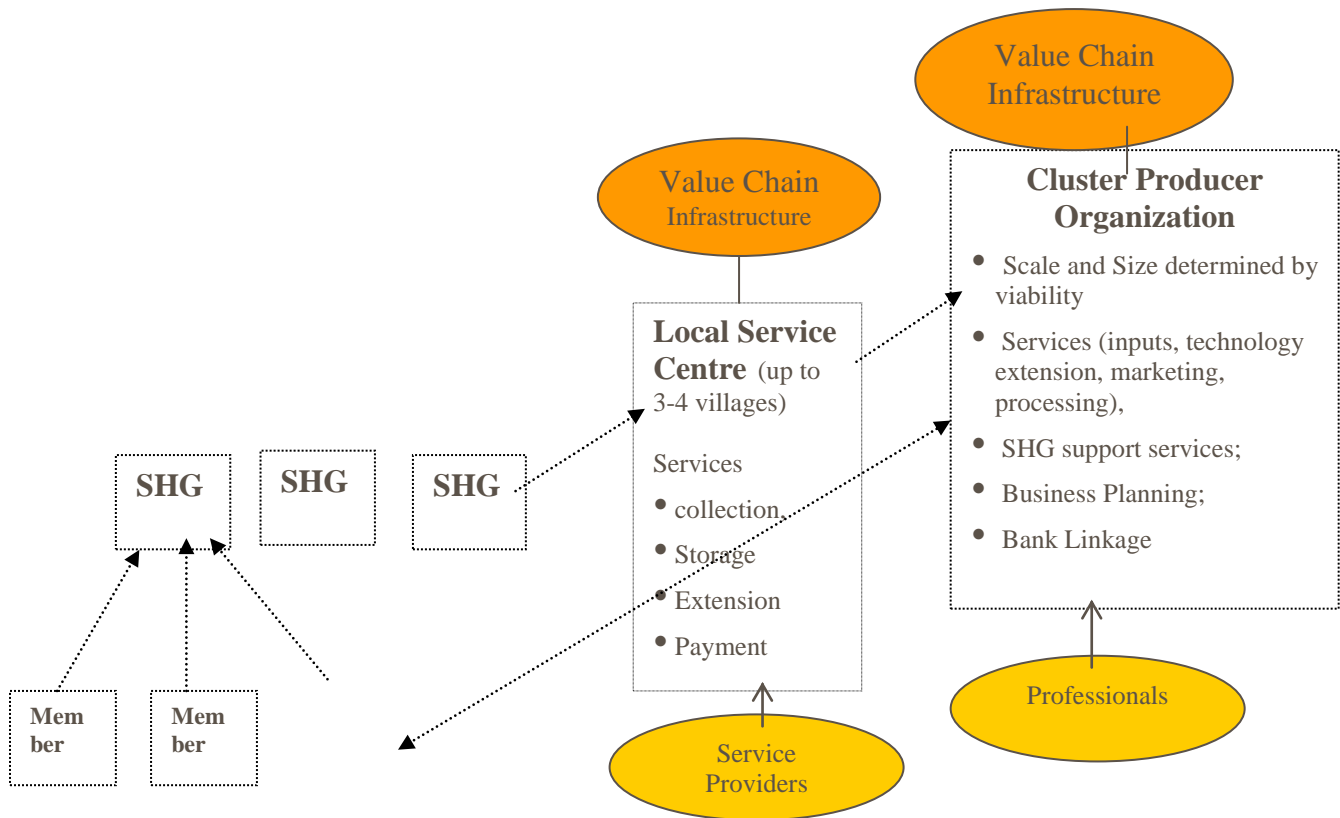 Value Chain
Infrastructure
Value Chain
Infrastructure
Cluster Producer
Organization
• Scale and Size determined by
viability
• Services (inputs, technology
extension, marketing,
processing),
• SHG support services;
• Business Planning;
• Bank Linkage
Local Service
Centre (up to
3-4 villages)
Services
• collection,
• Storage
• Extension
• Payment
SHG
SHG
SHG
Mem
ber
Mem
ber
Service
Providers
Professionals